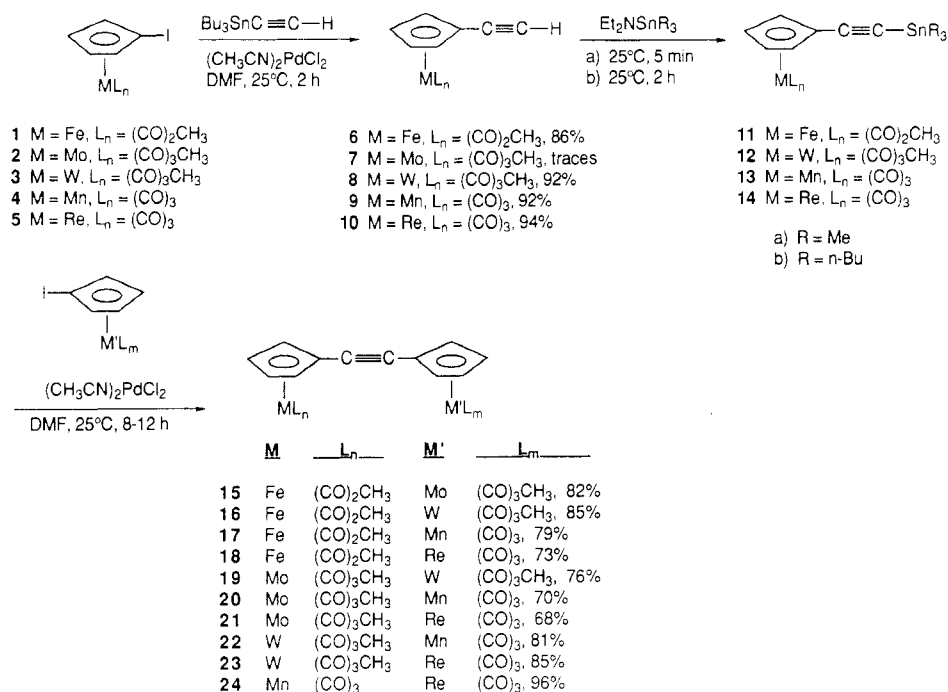 I
MLₙ
Bu₃SnC≡C—H
(CH₃CN)₂PdCl₂
DMF, 25°C, 2 h
C≡C—H
MLₙ
Et₂NSnR₃
a) 25°C, 5 min
b) 25°C, 2 h
C≡C—SnR₃
MLₙ
1 M = Fe, Lₙ = (CO)₂CH₃
2 M = Mo, Lₙ = (CO)₃CH₃
3 M = W, Lₙ = (CO)₃CH₃
4 M = Mn, Lₙ = (CO)₃
5 M = Re, Lₙ = (CO)₃
6 M = Fe, Lₙ = (CO)₂CH₃, 86%
7 M = Mo, Lₙ = (CO)₃CH₃, traces
8 M = W, Lₙ = (CO)₃CH₃, 92%
9 M = Mn, Lₙ = (CO)₃, 92%
10 M = Re, Lₙ = (CO)₃, 94%
11 M = Fe, Lₙ = (CO)₂CH₃
12 M = W, Lₙ = (CO)₃CH₃
13 M = Mn, Lₙ = (CO)₃
14 M = Re, Lₙ = (CO)₃
a) R = Me
b) R = n-Bu
I
M'Lₘ
(CH₃CN)₂PdCl₂
DMF, 25°C, 8-12 h
C≡C
MLₙ M'Lₘ
M Lₙ M' Lₘ
15 Fe (CO)₂CH₃ Mo (CO)₃CH₃, 82%
16 Fe (CO)₂CH₃ W (CO)₃CH₃, 85%
17 Fe (CO)₂CH₃ Mn (CO)₃, 79%
18 Fe (CO)₂CH₃ Re (CO)₃, 73%
19 Mo (CO)₃CH₃ W (CO)₃CH₃, 76%
20 Mo (CO)₃CH₃ Mn (CO)₃, 70%
21 Mo (CO)₃CH₃ Re (CO)₃, 68%
22 W (CO)₃CH₃ Mn (CO)₃, 81%
23 W (CO)₃CH₃ Re (CO)₃, 85%
24 Mn (CO)₃ Re (CO)₃, 96%